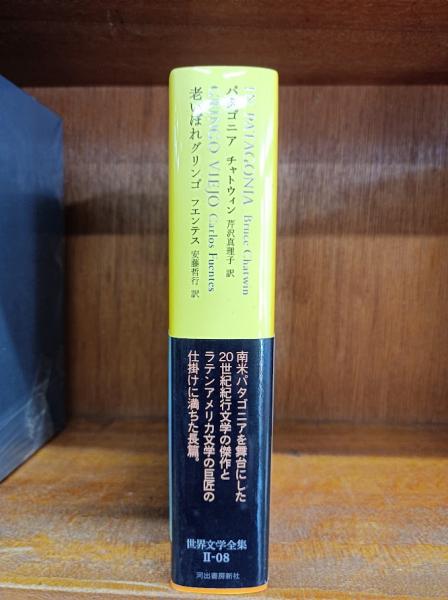 IN PATAGONIA Bruce Chatwin
パタゴニア チャトウィン 芹沢真理子 訳
GRINGO VIEJO Carlos Fuentes
老いぼれグリンゴ フエンテス 安藤哲行 訳
南米パタゴニアを舞台にした
20世紀紀行文学の傑作と
ラテンアメリカ文学の巨匠の
仕掛けに満ちた長篇。
世界文学全集
II-08
河出書房新社